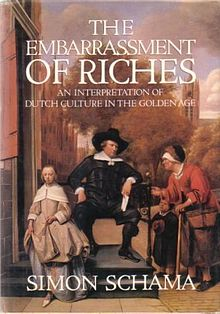 THE
EMBARRASSMENT
OF RICHES
AN INTERPRETATION OF
DUTCH CULTURE IN THE GOLDEN AGE
SIMON SCHAMA